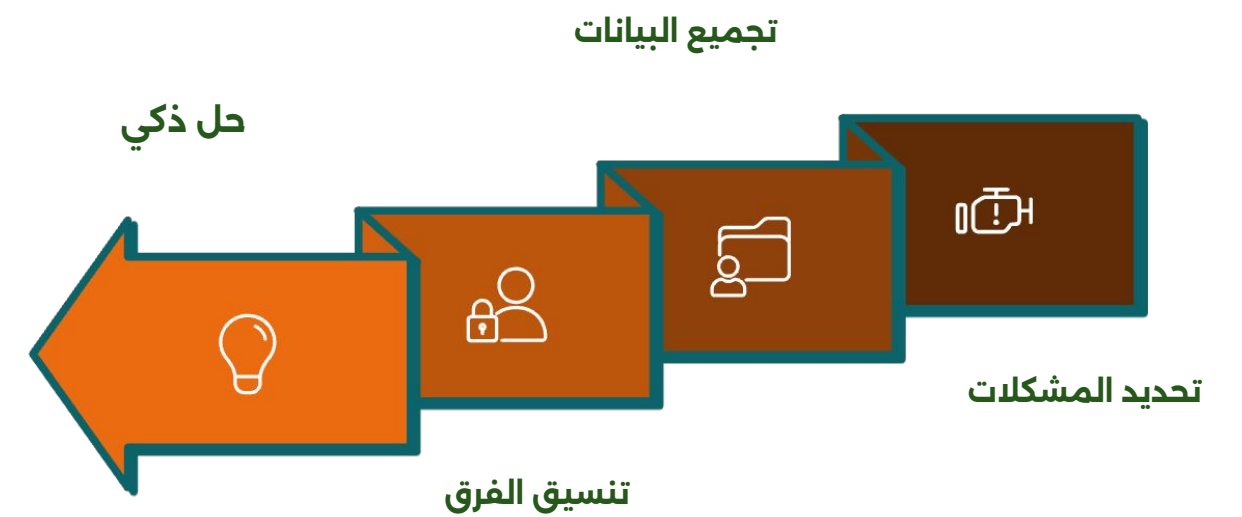 تجميع البيانات
حل ذكي
تحديد المشكلات
تنسيق الفرق